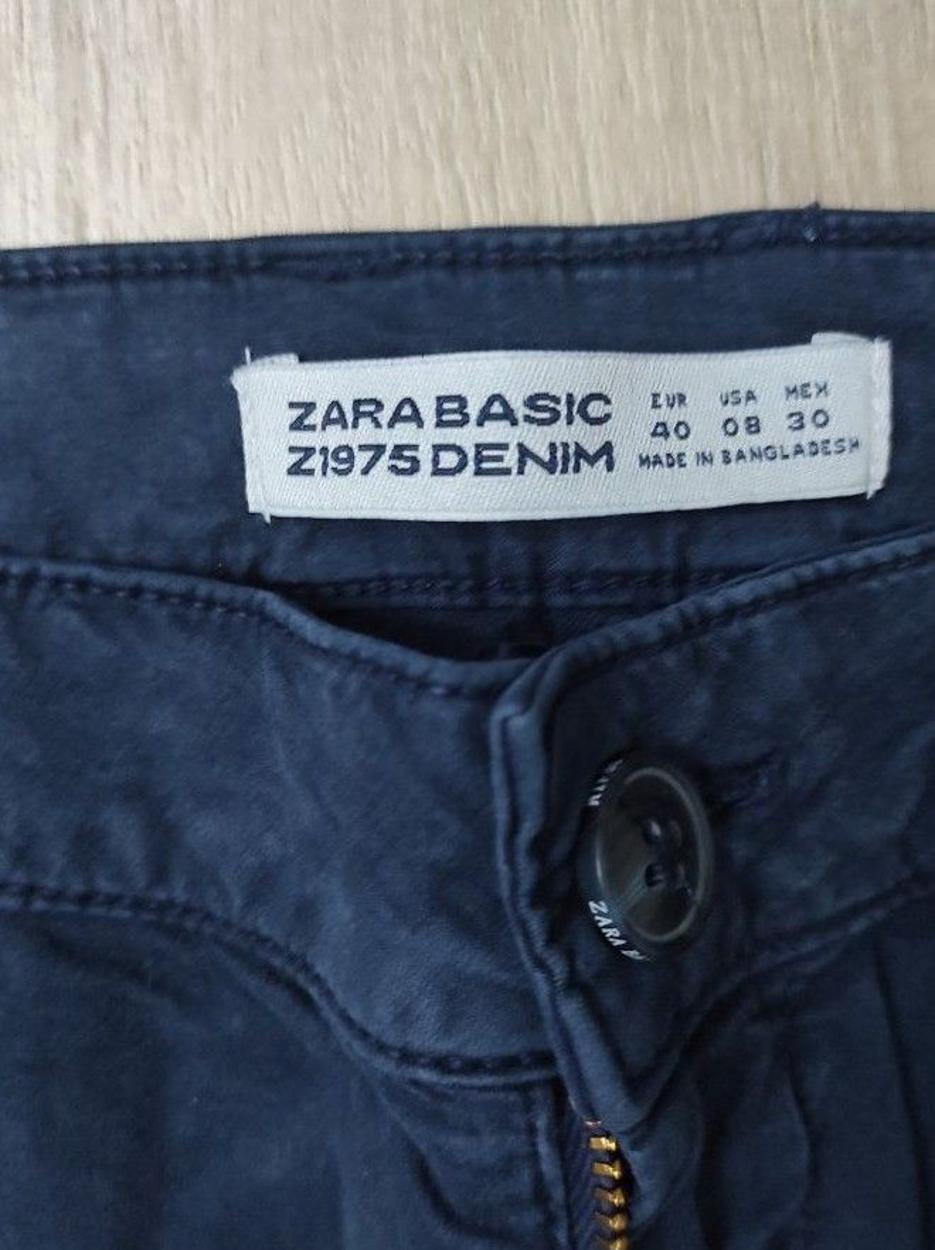 ZARA BASIC
Z1975 DENIM
EUR USA MEX
40 08 30
MADE IN BANGLADESH
ZARA